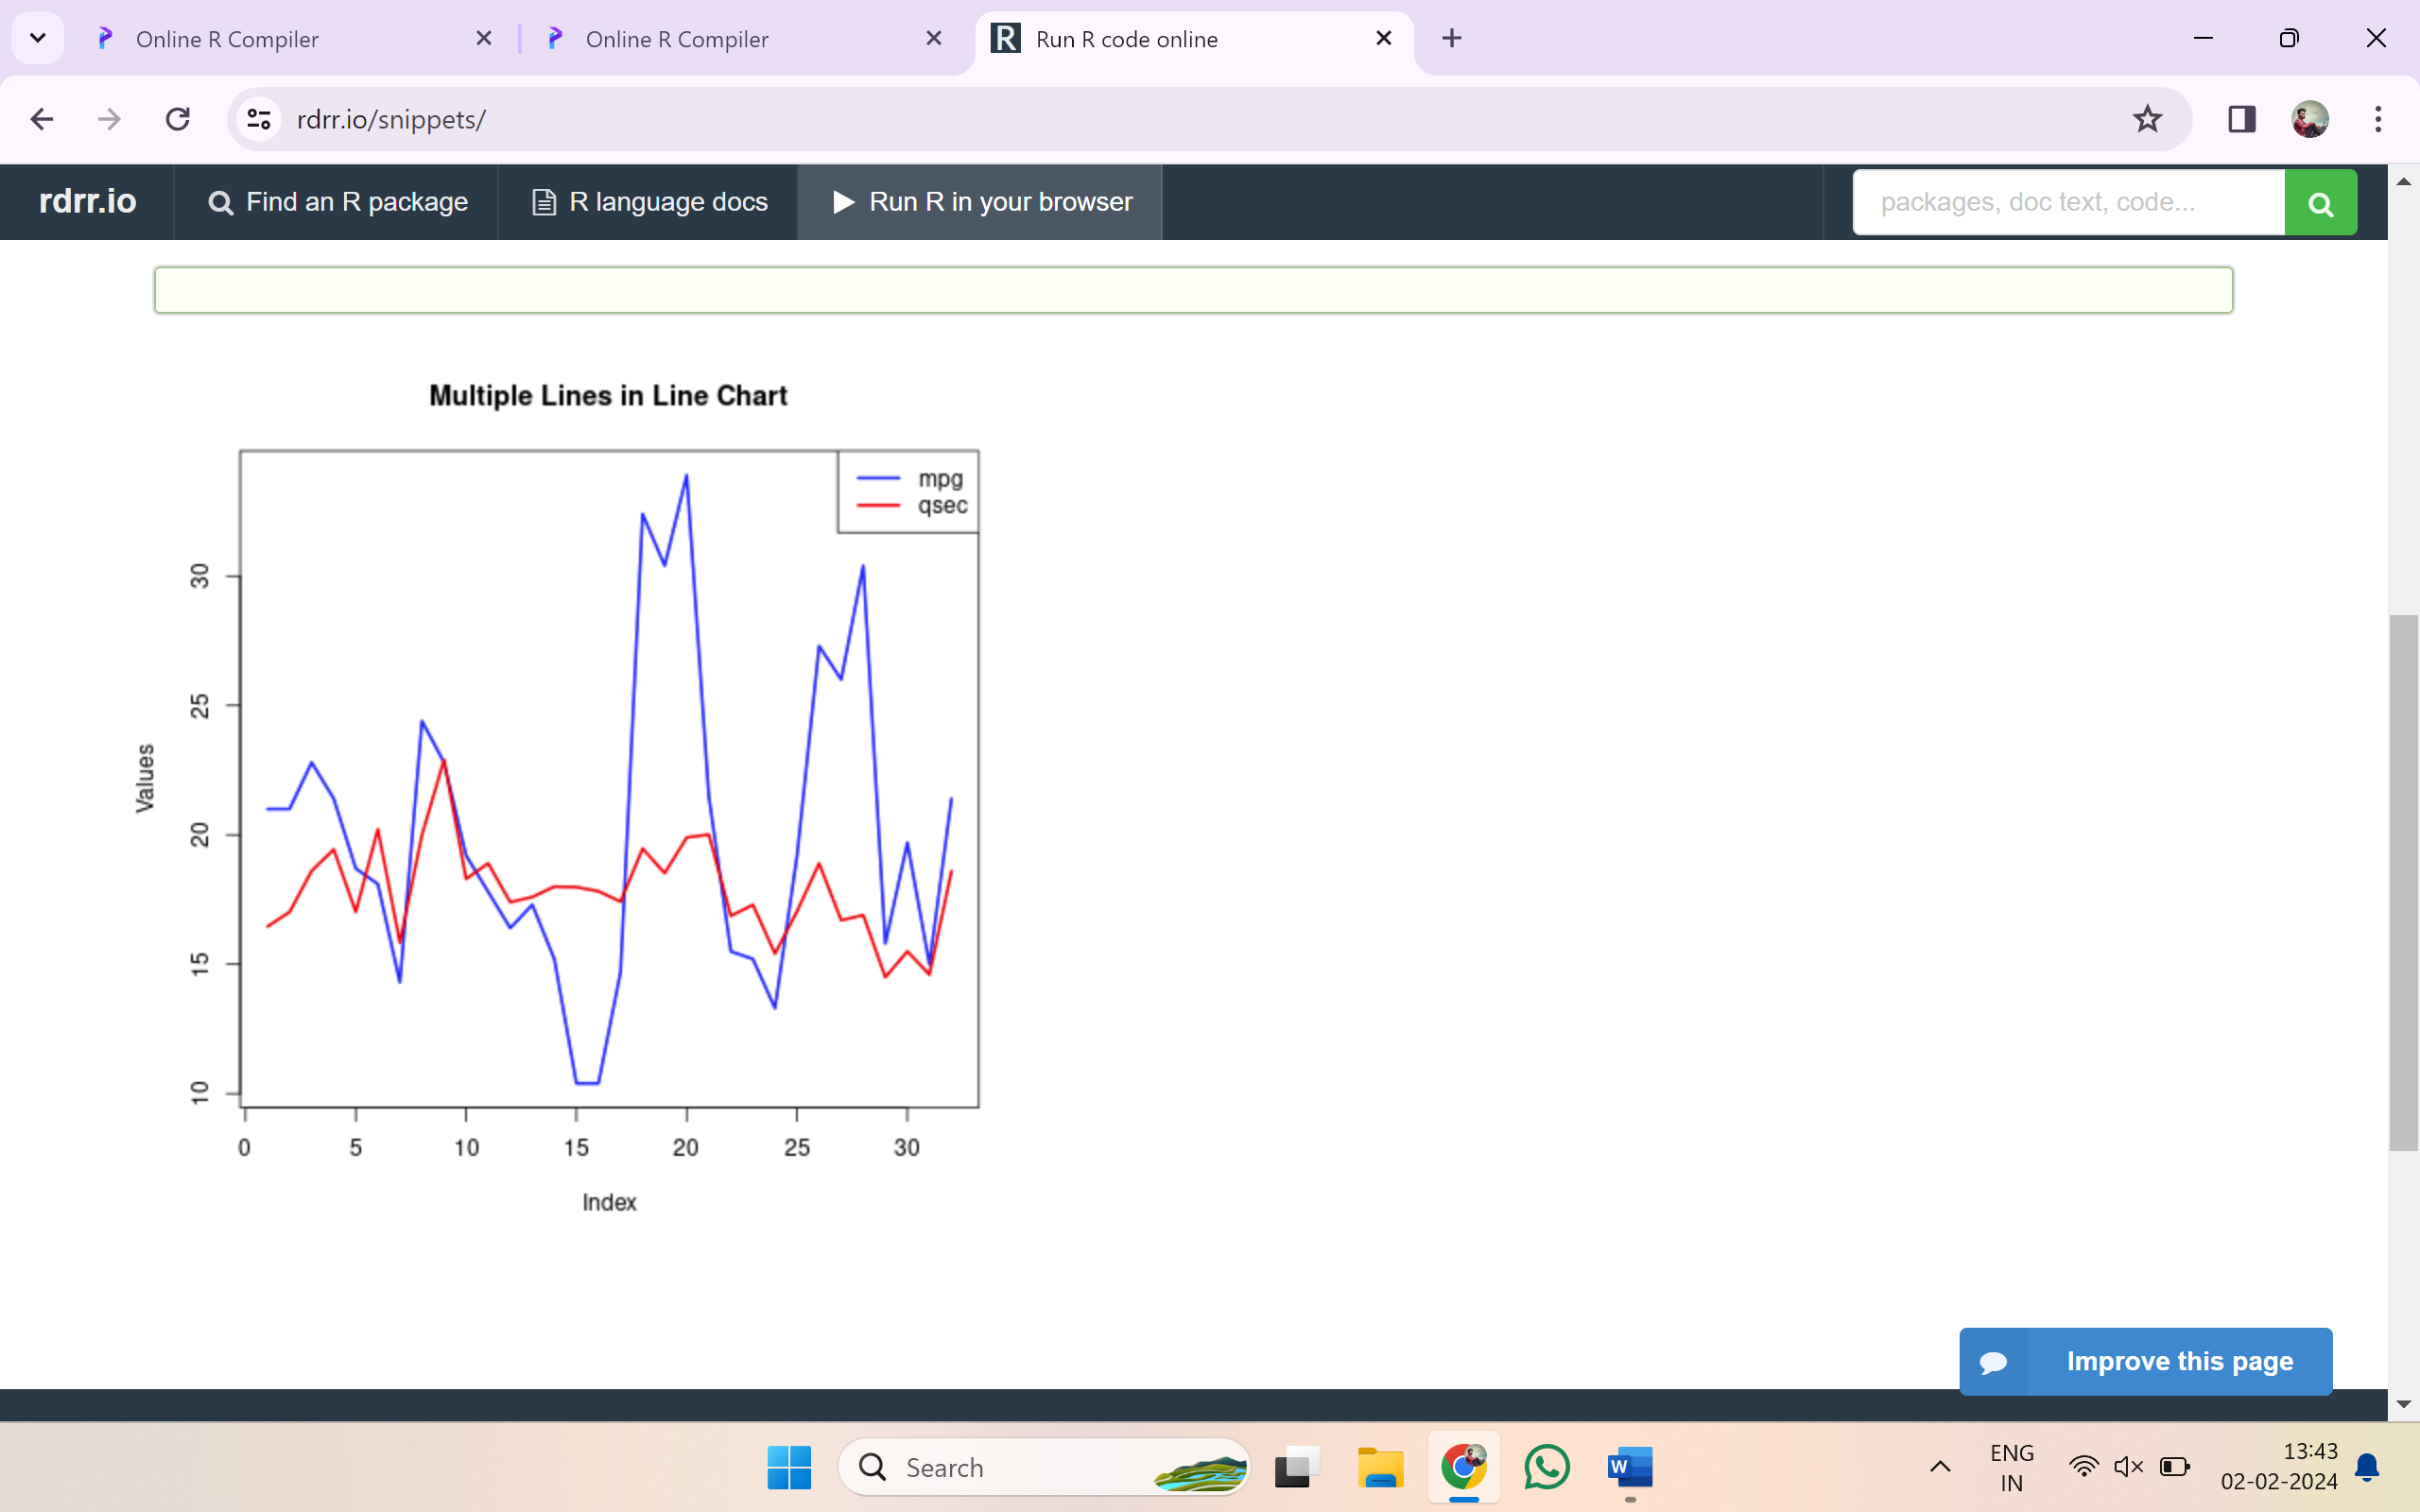 Online R Compiler
Online R Compiler
Run R code online
rdrr.io/snippets/
rdrr.io
Find an R package
R language docs
Run R in your browser
packages, doc text, code...
Multiple Lines in Line Chart
mpg
qsec
30
25
20
15
10
Values
0 5 10 15 20 25 30
Index
Improve this page
Search
ENG
IN
13:43
02-02-2024